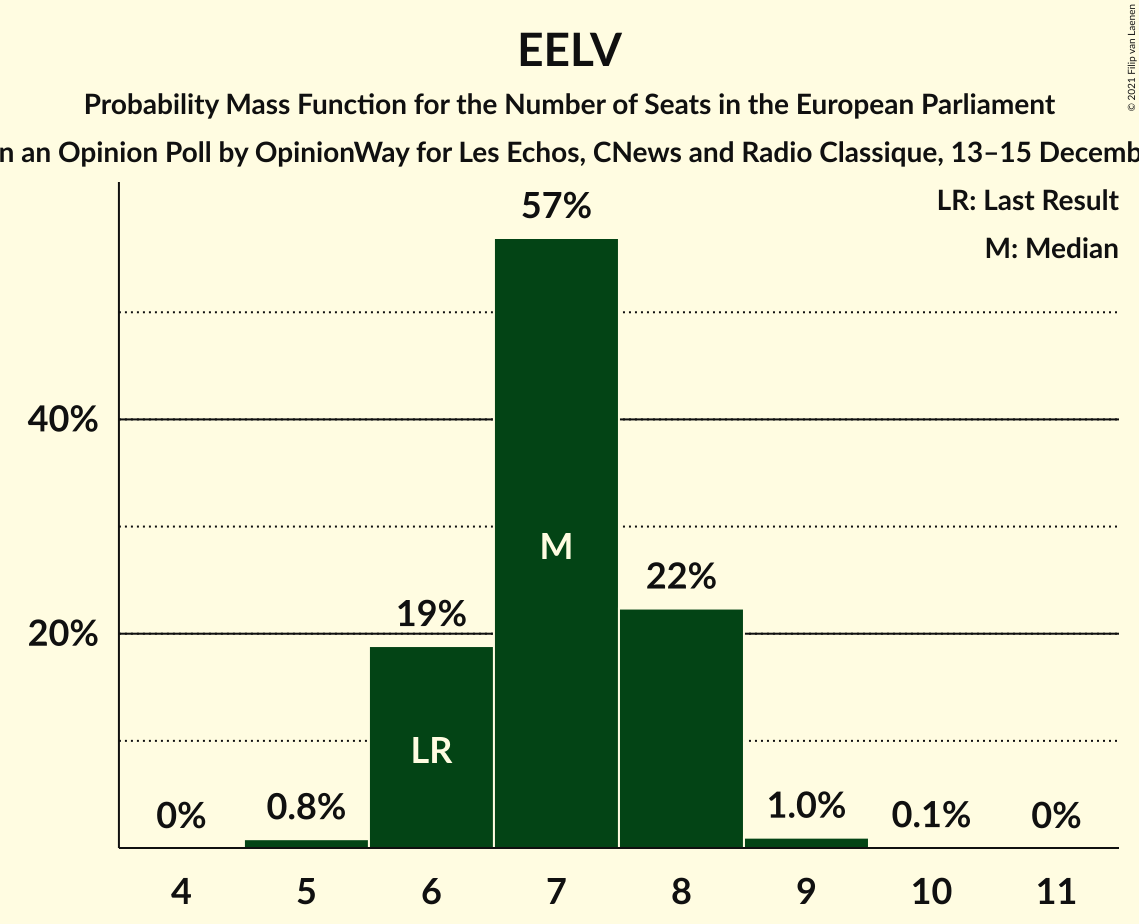 EELV
Probability Mass Function for the Number of Seats in the European Parliament
an Opinion Poll by OpinionWay for Les Echos, CNews and Radio Classique, 13–15
LR: Last Result
M: Median
57%
40%
M
22%
19%
20%
LR
0%
0.8%
1.0%
0.1%
0%
4
5
6
7
8
9
10
11
© 2021 Filip van Laenen